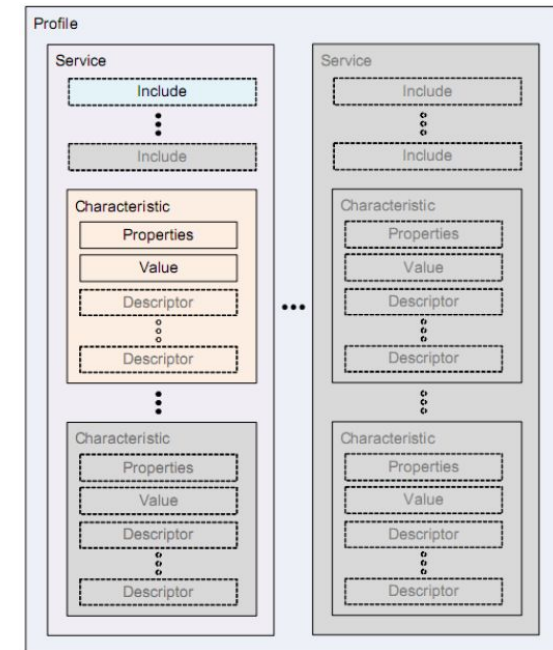 Profile
Service
Include
Include
Characteristic
Properties
Value
Descriptor
Descriptor
Characteristic
Properties
Value
Descriptor
Descriptor
Service
Include
Include
Characteristic
Properties
Value
Descriptor
Descriptor
Characteristic
Properties
Value
Descriptor
Descriptor